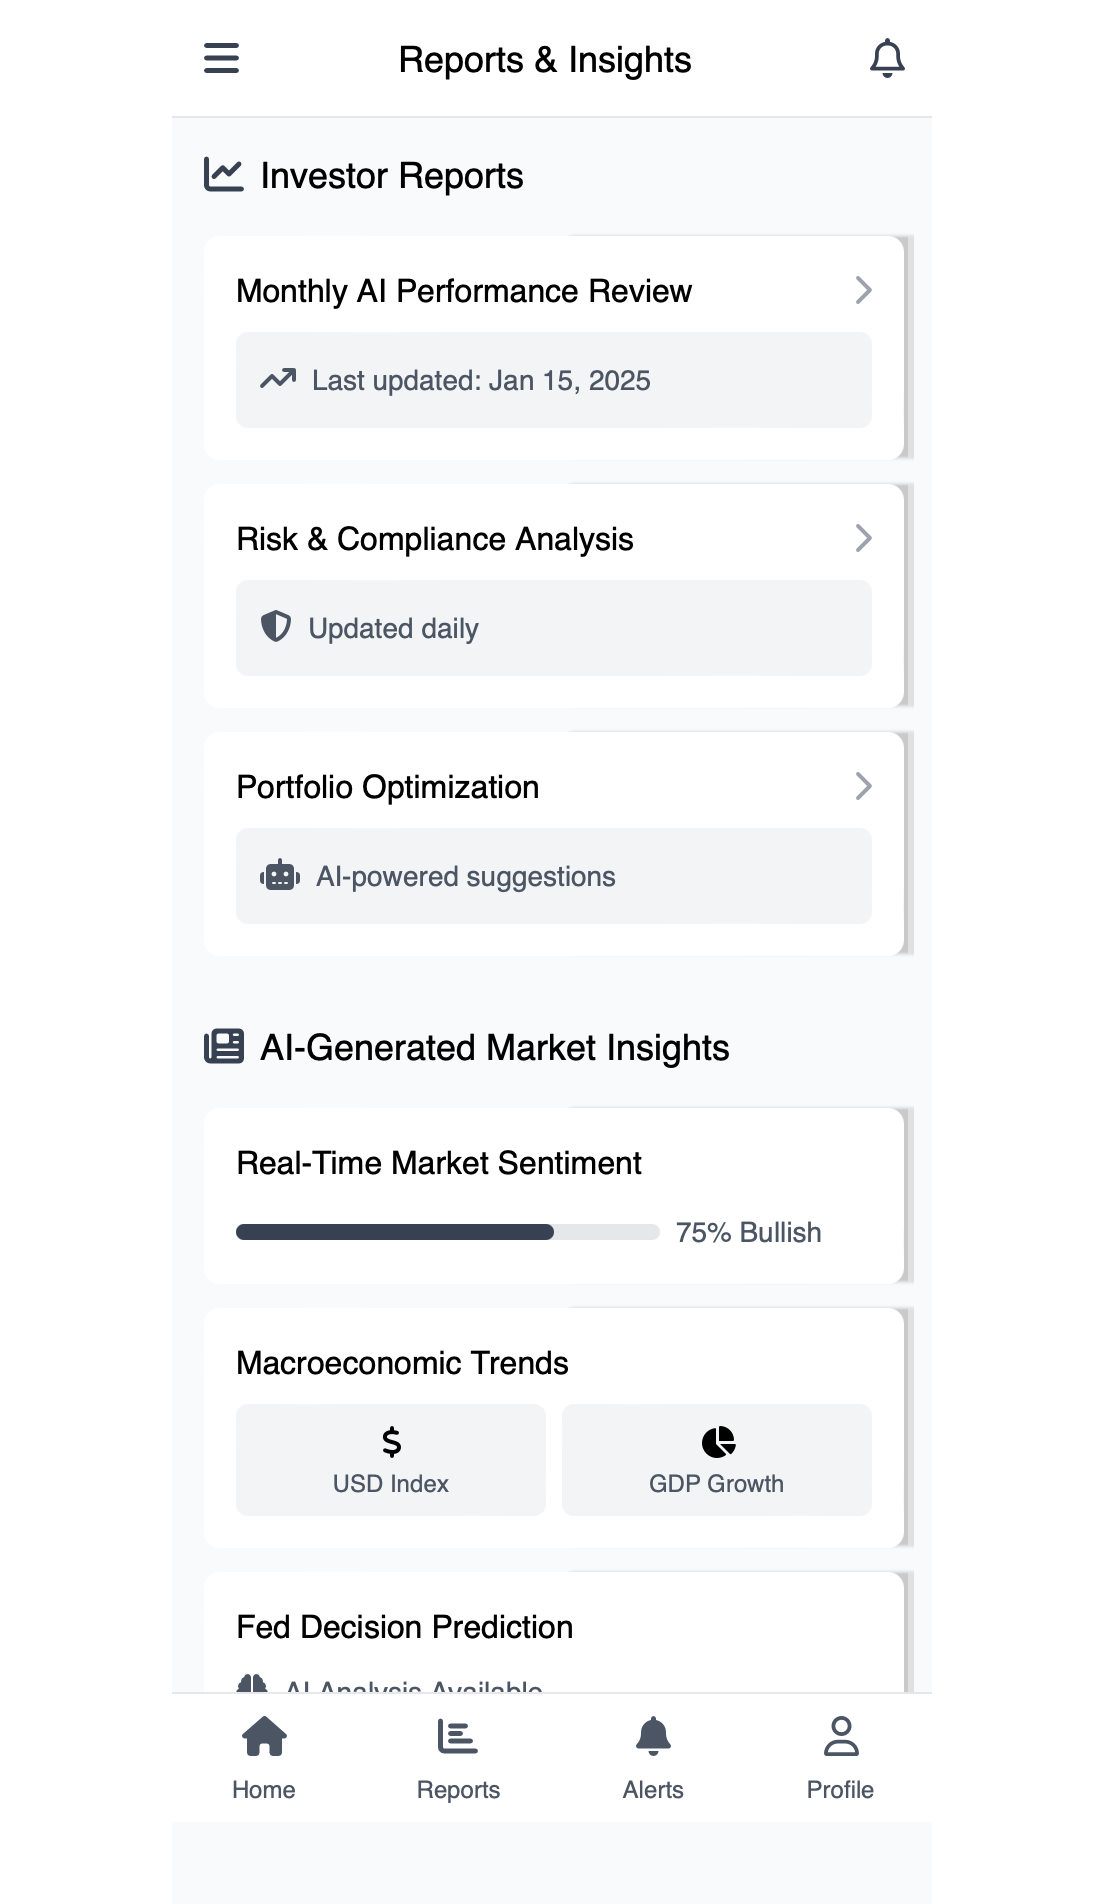 Reports & Insights
Investor Reports
Monthly AI Performance Review
Last updated: Jan 15, 2025
Risk & Compliance Analysis
Updated daily
Portfolio Optimization
AI-powered suggestions
AI-Generated Market Insights
Real-Time Market Sentiment
75% Bullish
Macroeconomic Trends
$
USD Index
GDP Growth
Fed Decision Prediction
AI Analysis Available
Home
Reports
Alerts
Profile